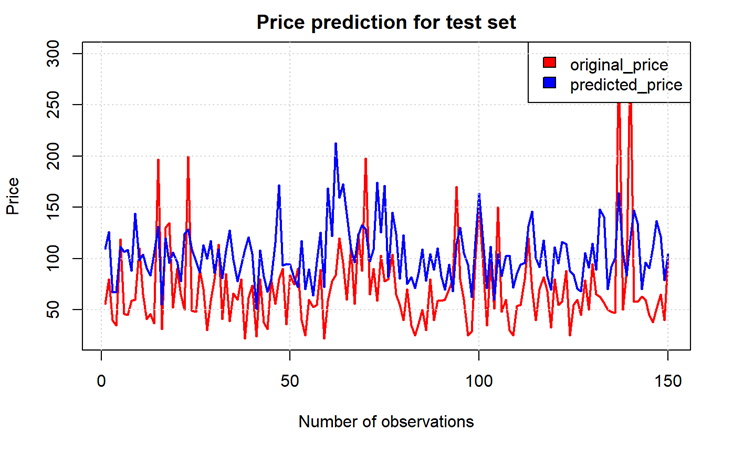 Price prediction for test set
original_price
predicted_price
Price
300
250
200
150
100
50
0
50
100
150
Number of observations